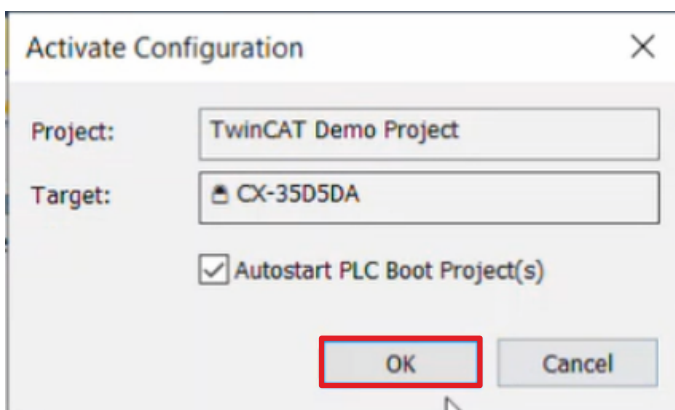 Activate Configuration
Project: TwinCAT Demo Project
Target: CX-35D5DA
Autostart PLC Boot Project(s)
OK Cancel